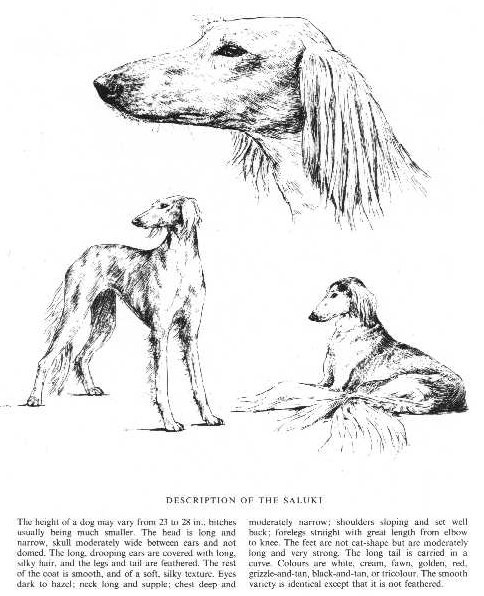 DESCRIPTION OF THE SALUKI
The height of a dog may vary from 23 to 28 in., bitches
usually being much smaller. The head is long and
narrow, skull moderately wide between ears and not
domed. The long, drooping ears are covered with long,
silky hair, and the legs and tail are feathered. The rest
of the coat is smooth, and of a soft, silky texture. Eyes
dark to hazel; neck long and supple; chest deep and
moderately narrow; shoulders sloping and set well
back; forelegs straight with great length from elbow
to knee. The feet are not cat-shape but are moderately
long and very strong. The long tail is carried in a
curve. Colours are white, cream, fawn, golden, red,
grizzle-and-tan, black-and-tan, or tricolour. The smooth
variety is identical except that it is not feathered.